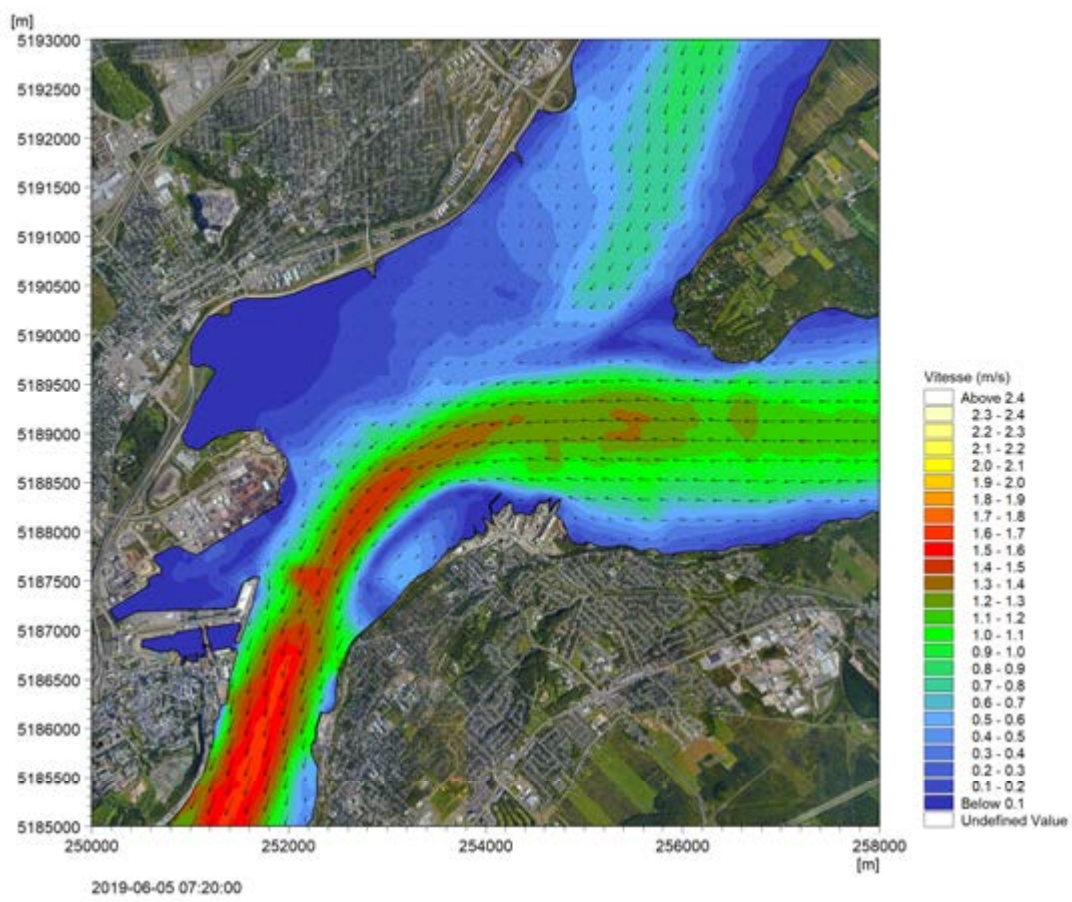 [m]
5193000
5192500
5192000
5191500
5191000
5190500
5190000
5189500
5189000
5188500
5188000
5187500
5187000
5186500
5186000
5185500
5185000
250000 252000 254000 256000 258000
[m]
2019-06-05 07:20:00
Vitesse (m/s)
Above 2.4
2.3 - 2.4
2.2 - 2.3
2.1 - 2.2
2.0 - 2.1
1.9 - 2.0
1.8 - 1.9
1.7 - 1.8
1.6 - 1.7
1.5 - 1.6
1.4 - 1.5
1.3 - 1.4
1.2 - 1.3
1.1 - 1.2
1.0 - 1.1
0.9 - 1.0
0.8 - 0.9
0.7 - 0.8
0.6 - 0.7
0.5 - 0.6
0.4 - 0.5
0.3 - 0.4
0.2 - 0.3
0.1 - 0.2
Below 0.1
Undefined Value